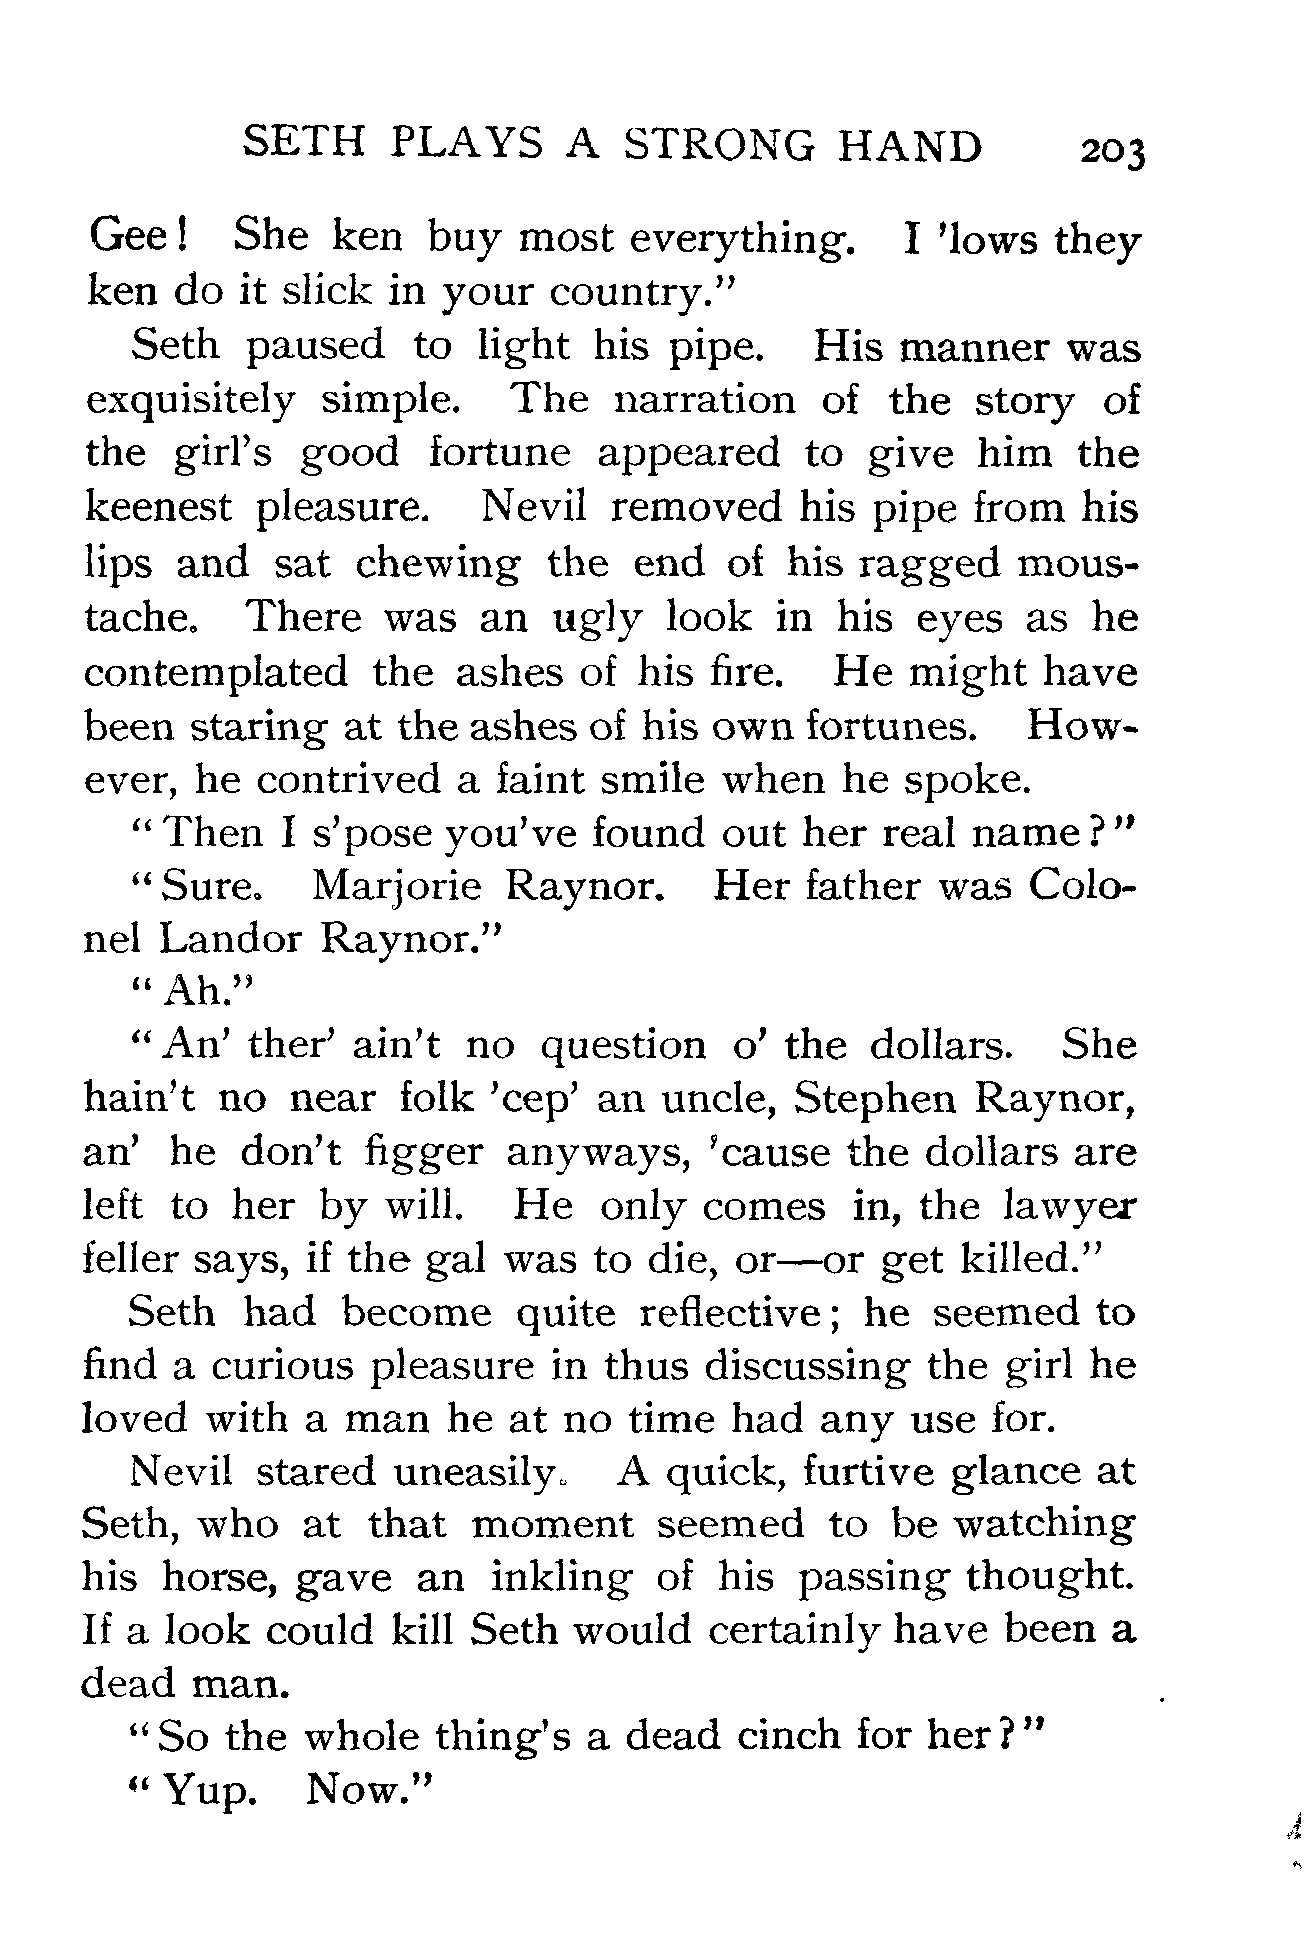 SETH PLAYS A STRONG HAND 203
Gee! She ken buy most everything. I 'lows they
ken do it slick in your country."
Seth paused to light his pipe. His manner was
exquisitely simple. The narration of the story of
the girl's good fortune appeared to give him the
keenest pleasure. Nevil removed his pipe from his
lips and sat chewing the end of his ragged mous-
tache. There was an ugly look in his eyes as he
contemplated the ashes of his fire. He might have
been staring at the ashes of his own fortunes. How-
ever, he contrived a faint smile when he spoke.
"Then I s'pose you've found out her real name?"
"Sure. Marjorie Raynor. Her father was Colo-
nel Landor Raynor."
"Ah."
"An' ther' ain't no question o' the dollars. She
hain't no near folk 'cep' an uncle, Stephen Raynor,
an' he don't figger anyways, 'cause the dollars are
left to her by will. He only comes in, the lawyer
feller says, if the gal was to die, or—or get killed."
Seth had become quite reflective; he seemed to
find a curious pleasure in thus discussing the girl he
loved with a man he at no time had any use for.
Nevil stared uneasily. A quick, furtive glance at
Seth, who at that moment seemed to be watching
his horse, gave an inkling of his passing thought.
If a look could kill Seth would certainly have been a
dead man.
"So the whole thing's a dead cinch for her?"
"Yup. Now."